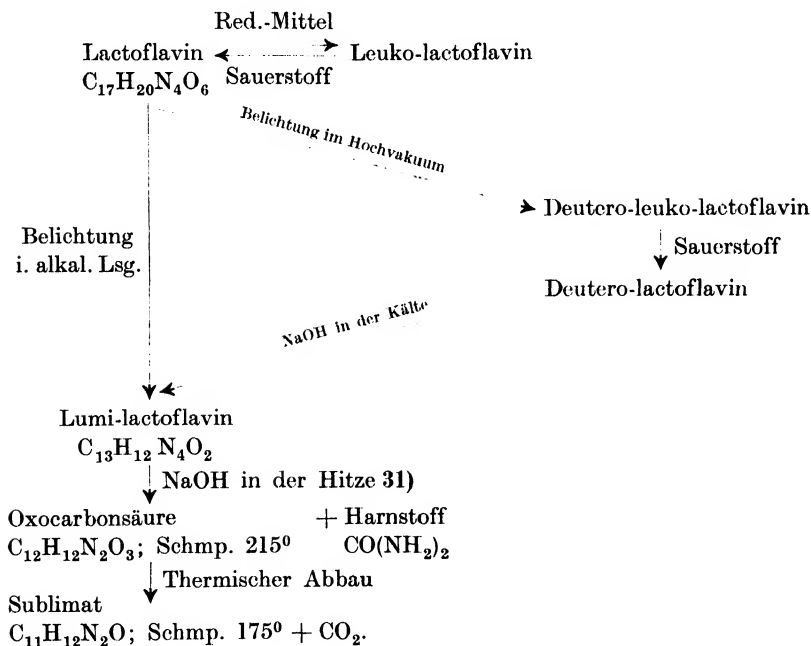 Red.-Mittel
Lactoflavin Leuko-lactoflavin
C₁₇H₂₀N₄O₆ Sauerstoff
Belichtung im Hochvakuum
Deutero-leuko-lactoflavin
Belichtung
i. alkal. Lsg.
Sauerstoff
Deutero-lactoflavin
NaOH in der Kälte
Lumi-lactoflavin
C₁₃H₁₂N₄O₂
NaOH in der Hitze 31)
Oxocarbonsäure + Harnstoff
C₁₂H₁₂N₂O₃; Schmp. 215⁰ CO(NH₂)₂
Thermischer Abbau
Sublimat
C₁₁H₁₂N₂O; Schmp. 175⁰ + CO₂.